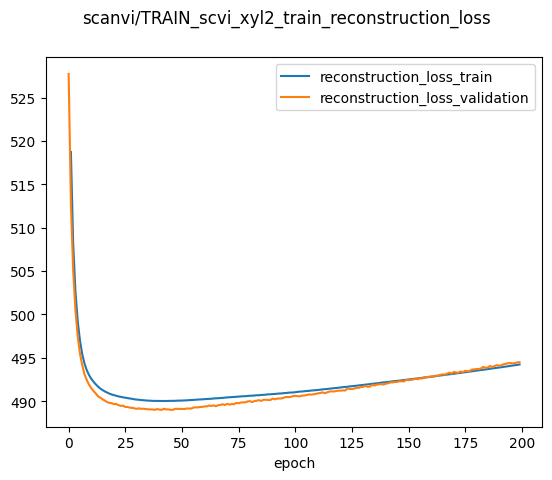 scanvi/TRAIN_scvi_xyl2_train_reconstruction_loss
reconstruction_loss_train
reconstruction_loss_validation
525
520
515
510
505
500
495
490
0 25 50 75 100 125 150 175 200
epoch